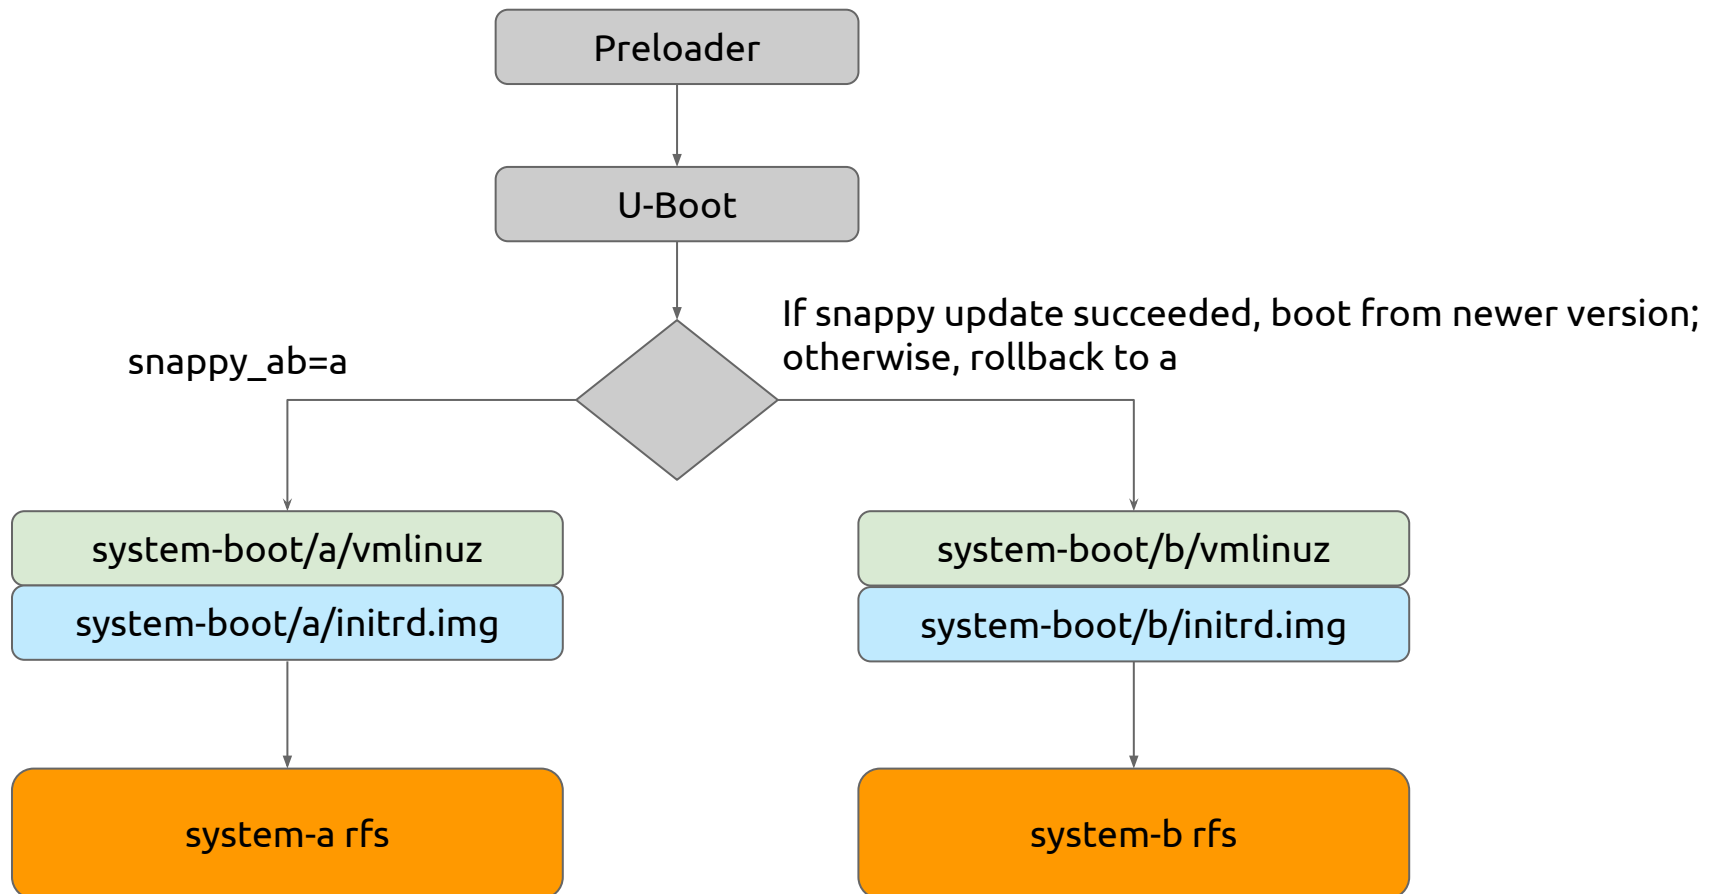 Preloader
U-Boot
If snappy update succeeded, boot from newer version;
otherwise, rollback to a
snappy_ab=a
system-boot/a/vmlinuz
system-boot/a/initrd.img
system-boot/b/vmlinuz
system-boot/b/initrd.img
system-a rfs
system-b rfs